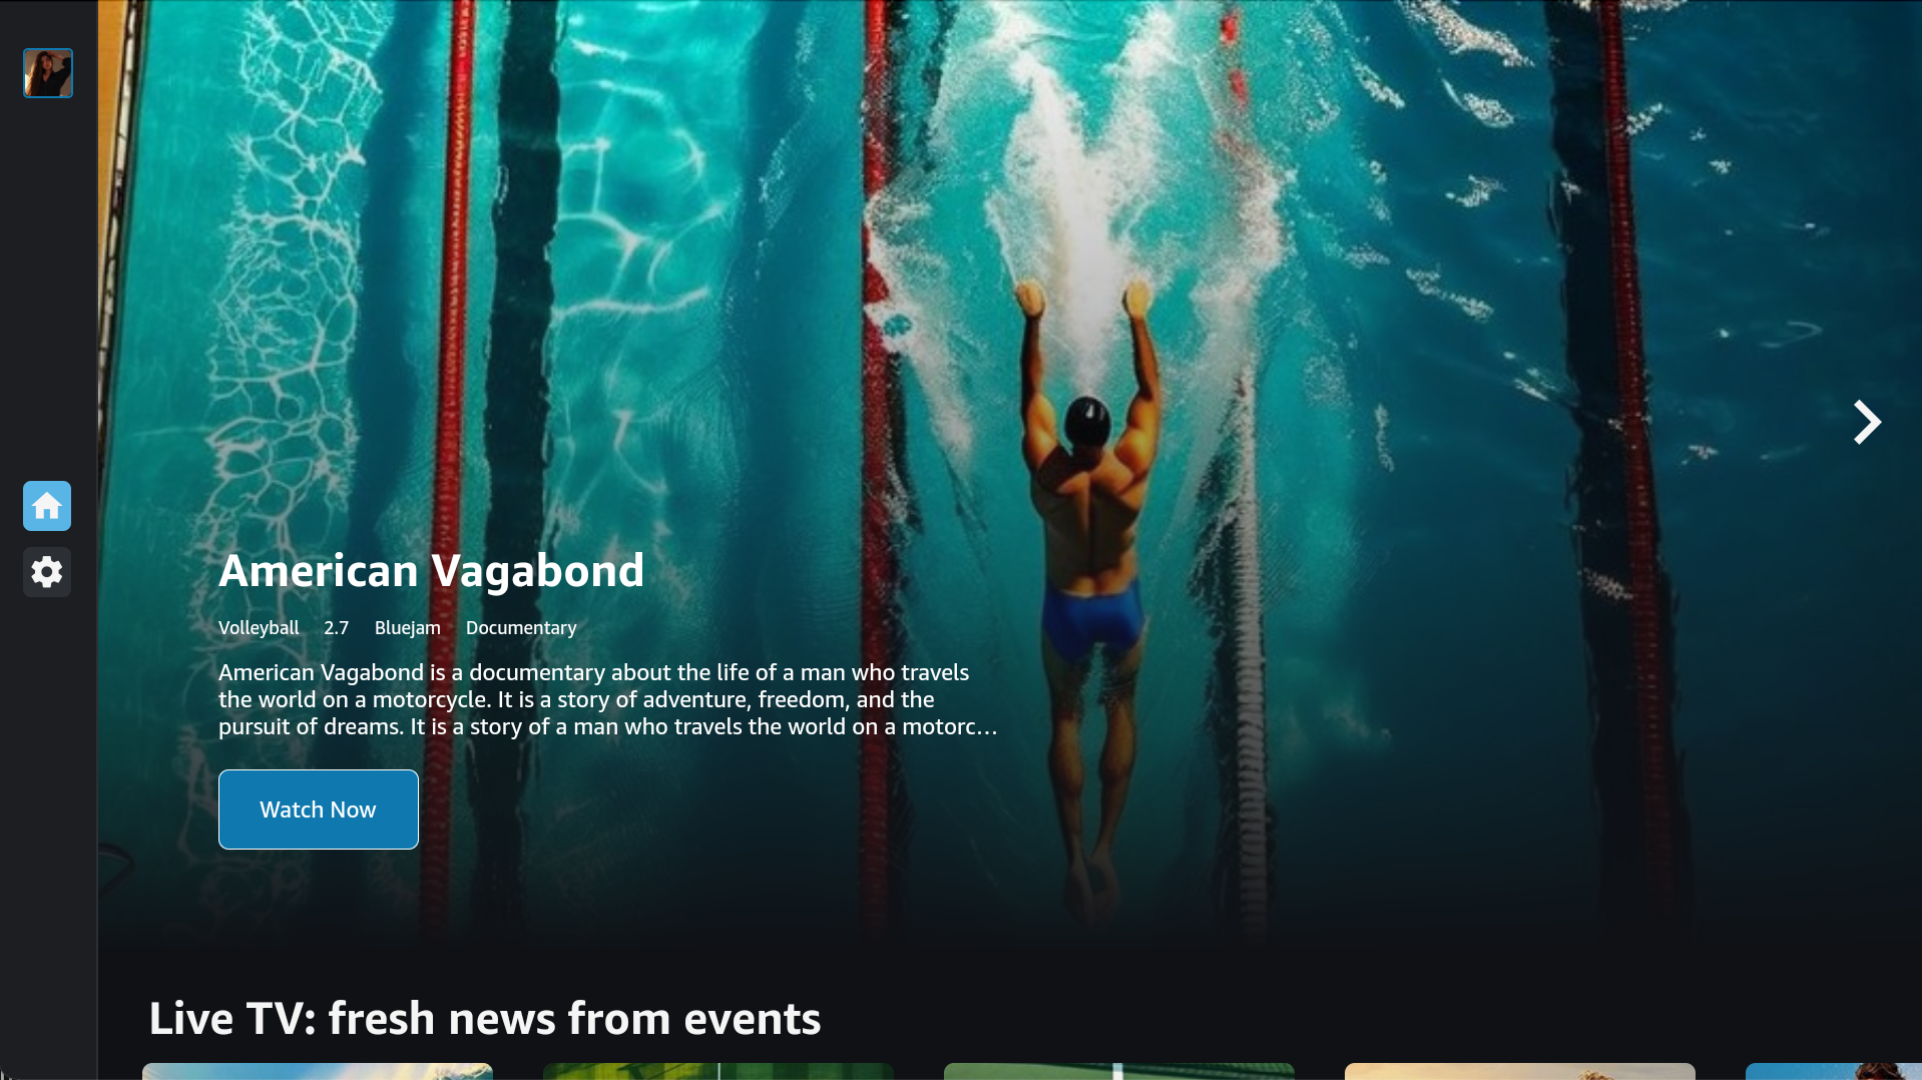 American Vagabond
Volleyball 2.7 Bluejam Documentary
American Vagabond is a documentary about the life of a man who travels
the world on a motorcycle. It is a story of adventure, freedom, and the
pursuit of dreams. It is a story of a man who travels the world on a motorc…
Watch Now
Live TV: fresh news from events